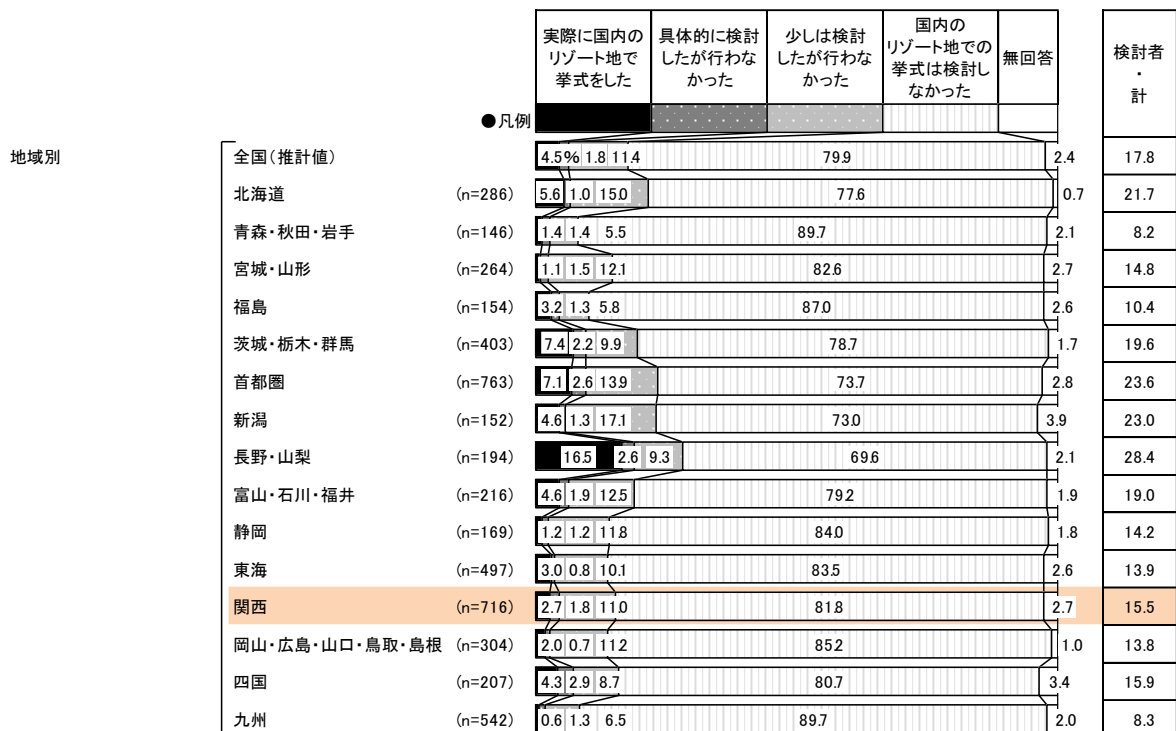 実際に国内の
リゾート地で
挙式をした
具体的に検討
したが行わな
かった
少しは検討
したが行わな
かった
国内の
リゾート地での
挙式は検討し
なかった
無回答
検討者
・
計
●凡例
地域別
全国(推計値) 4.5% 1.8 11.4 79.9 2.4 17.8
北海道 (n=286) 5.6 1.0 15.0 77.6 0.7 21.7
青森・秋田・岩手 (n=146) 1.4 1.4 5.5 89.7 2.1 8.2
宮城・山形 (n=264) 1.1 1.5 12.1 82.6 2.7 14.8
福島 (n=154) 3.2 1.3 5.8 87.0 2.6 10.4
茨城・栃木・群馬 (n=403) 7.4 2.2 9.9 78.7 1.7 19.6
首都圏 (n=763) 7.1 2.6 13.9 73.7 2.8 23.6
新潟 (n=152) 4.6 1.3 17.1 73.0 3.9 23.0
長野・山梨 (n=194) 16.5 2.6 9.3 69.6 2.1 28.4
富山・石川・福井 (n=216) 4.6 1.9 12.5 79.2 1.9 19.0
静岡 (n=169) 1.2 1.2 11.8 84.0 1.8 14.2
東海 (n=497) 3.0 0.8 10.1 83.5 2.6 13.9
関西 (n=716) 2.7 1.8 11.0 81.8 2.7 15.5
岡山・広島・山口・鳥取・島根 (n=304) 2.0 0.7 11.2 85.2 1.0 13.8
四国 (n=207) 4.3 2.9 8.7 80.7 3.4 15.9
九州 (n=542) 0.6 1.3 6.5 89.7 2.0 8.3